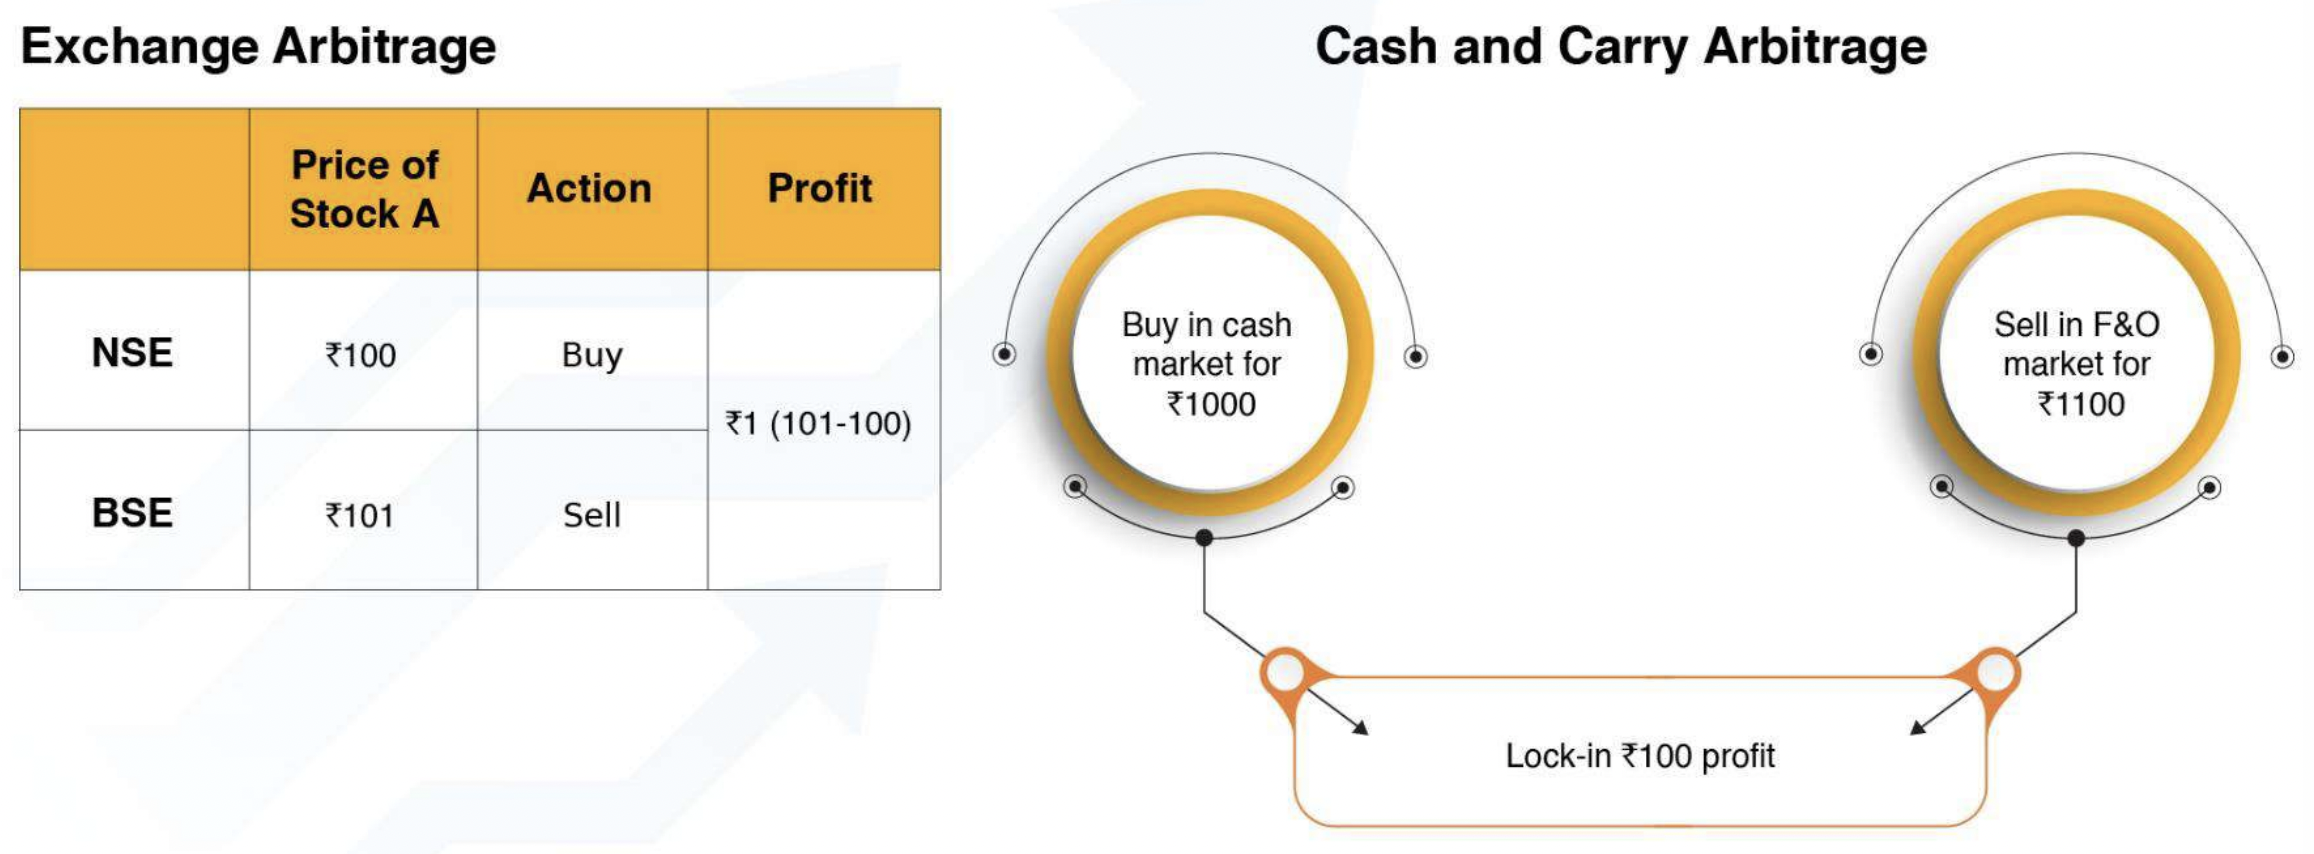 Exchange Arbitrage
Price of
Stock A
Action
Profit
NSE
₹100
Buy
₹1 (101-100)
BSE
₹101
Sell
Cash and Carry Arbitrage
Buy in cash
market for
₹1000
Sell in F&O
market for
₹1100
Lock-in ₹100 profit